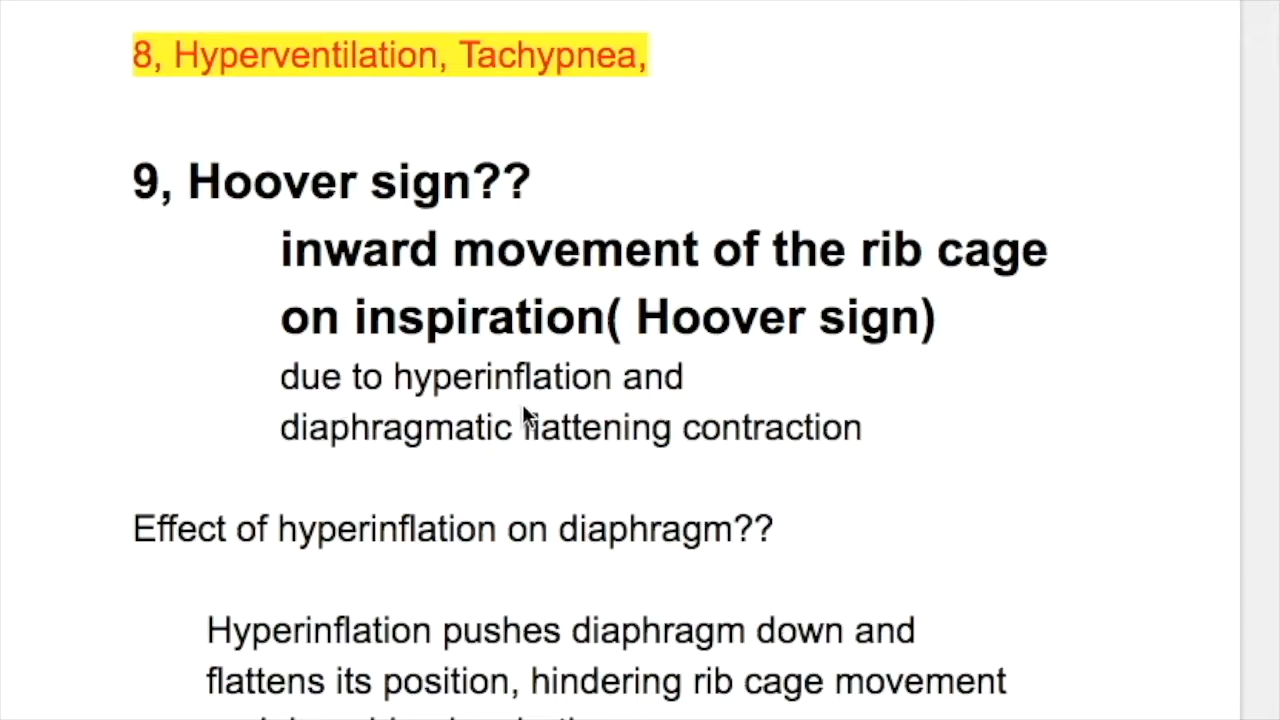 8, Hyperventilation, Tachypnea,
9, Hoover sign??
inward movement of the rib cage
on inspiration( Hoover sign)
due to hyperinflation and
diaphragmatic flattening contraction
Effect of hyperinflation on diaphragm??
Hyperinflation pushes diaphragm down and
flattens its position, hindering rib cage movement